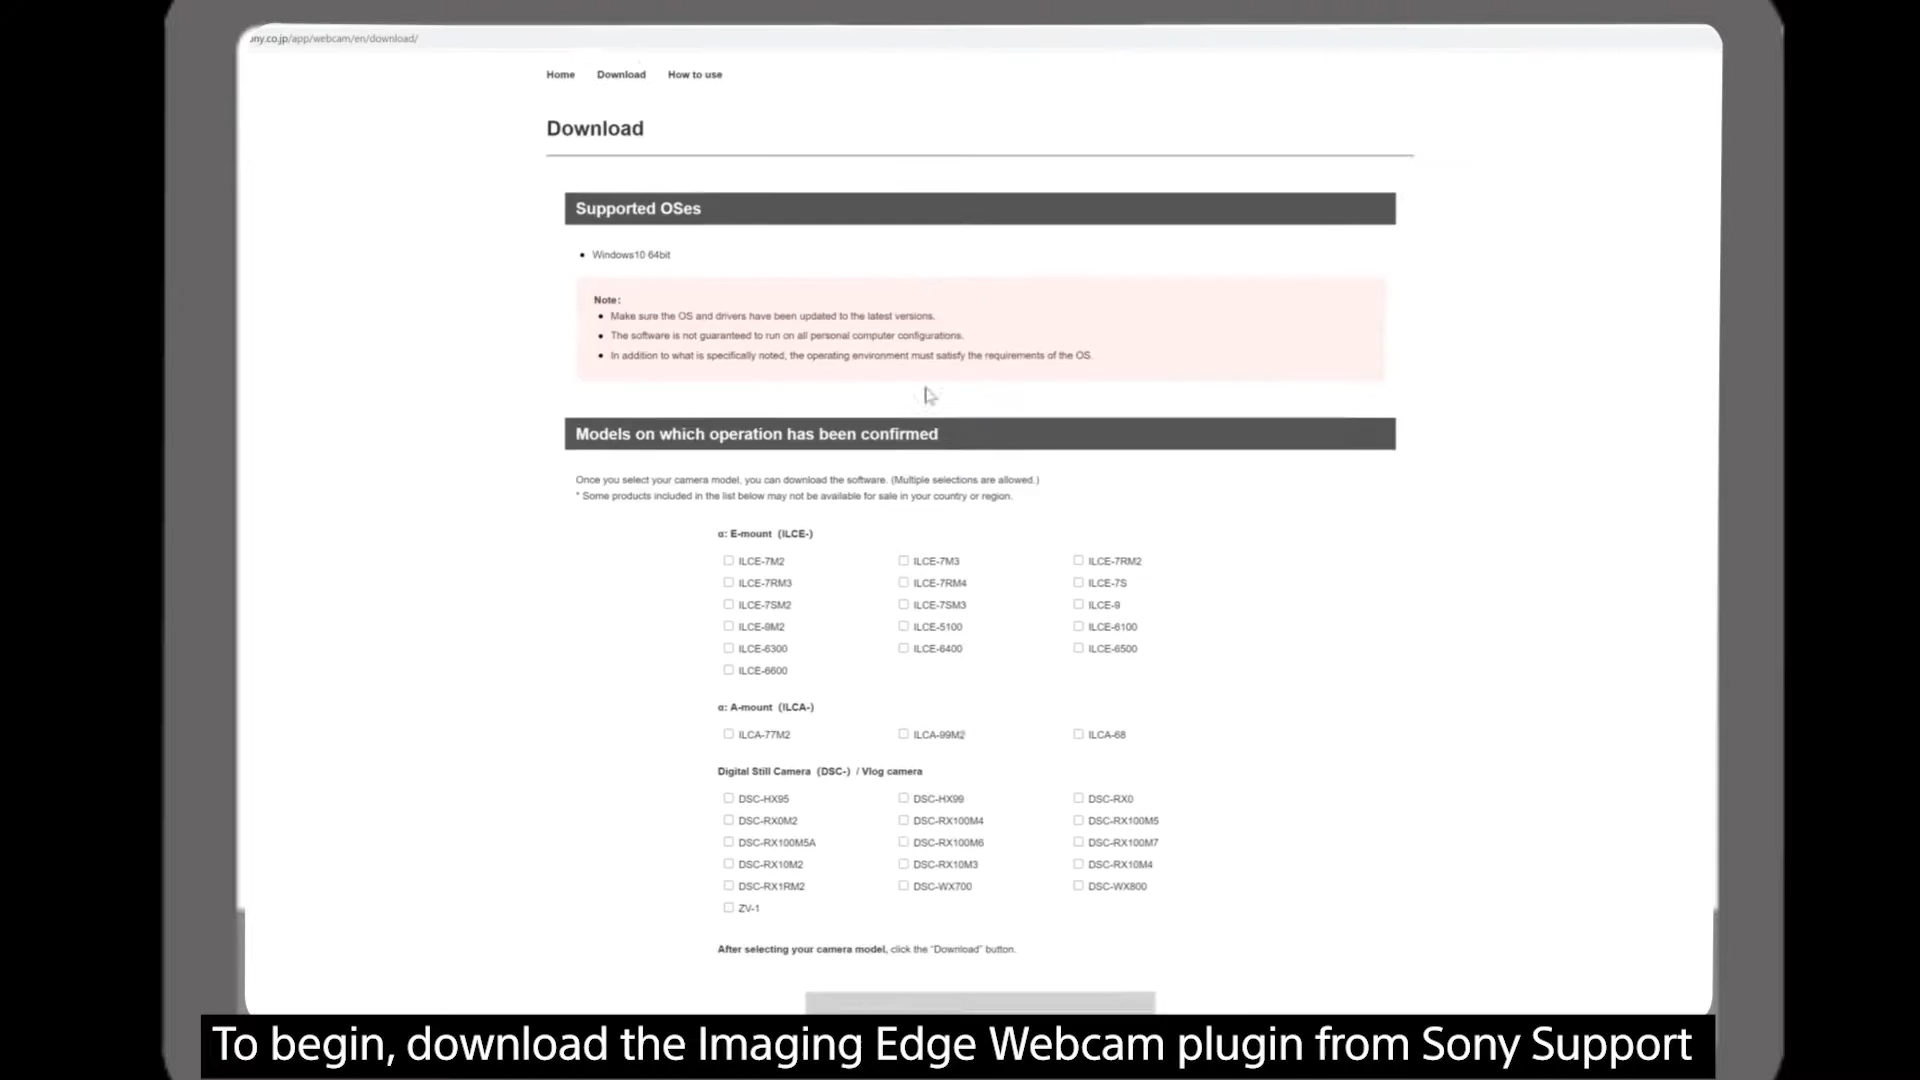 ny.co.jp/app/webcam/en/download/
Home Download How to use
Download
Supported OSes
Windows10 64bit
Note:
Make sure the OS and drivers have been updated to the latest versions.
The software is not guaranteed to run on all personal computer configurations.
In addition to what is specifically noted, the operating environment must satisfy the requirements of the OS.
Models on which operation has been confirmed
Once you select your camera model, you can download the software. (Multiple selections are allowed.)
* Some products included in the list below may not be available for sale in your country or region.
α: E-mount (ILCE-)
ILCE-7M2 ILCE-7M3 ILCE-7RM2
ILCE-7RM3 ILCE-7RM4 ILCE-7S
ILCE-7SM2 ILCE-7SM3 ILCE-9
ILCE-9M2 ILCE-5100 ILCE-6100
ILCE-6300 ILCE-6400 ILCE-6500
ILCE-6600
α: A-mount (ILCA-)
ILCA-77M2 ILCA-99M2 ILCA-68
Digital Still Camera (DSC-) / Vlog camera
DSC-HX95 DSC-HX99 DSC-RX0
DSC-RX0M2 DSC-RX100M4 DSC-RX100M5
DSC-RX100M5A DSC-RX100M6 DSC-RX100M7
DSC-RX10M2 DSC-RX10M3 DSC-RX10M4
DSC-RX1RM2 DSC-WX700 DSC-WX800
ZV-1
After selecting your camera model, click the "Download" button.
To begin, download the Imaging Edge Webcam plugin from Sony Support